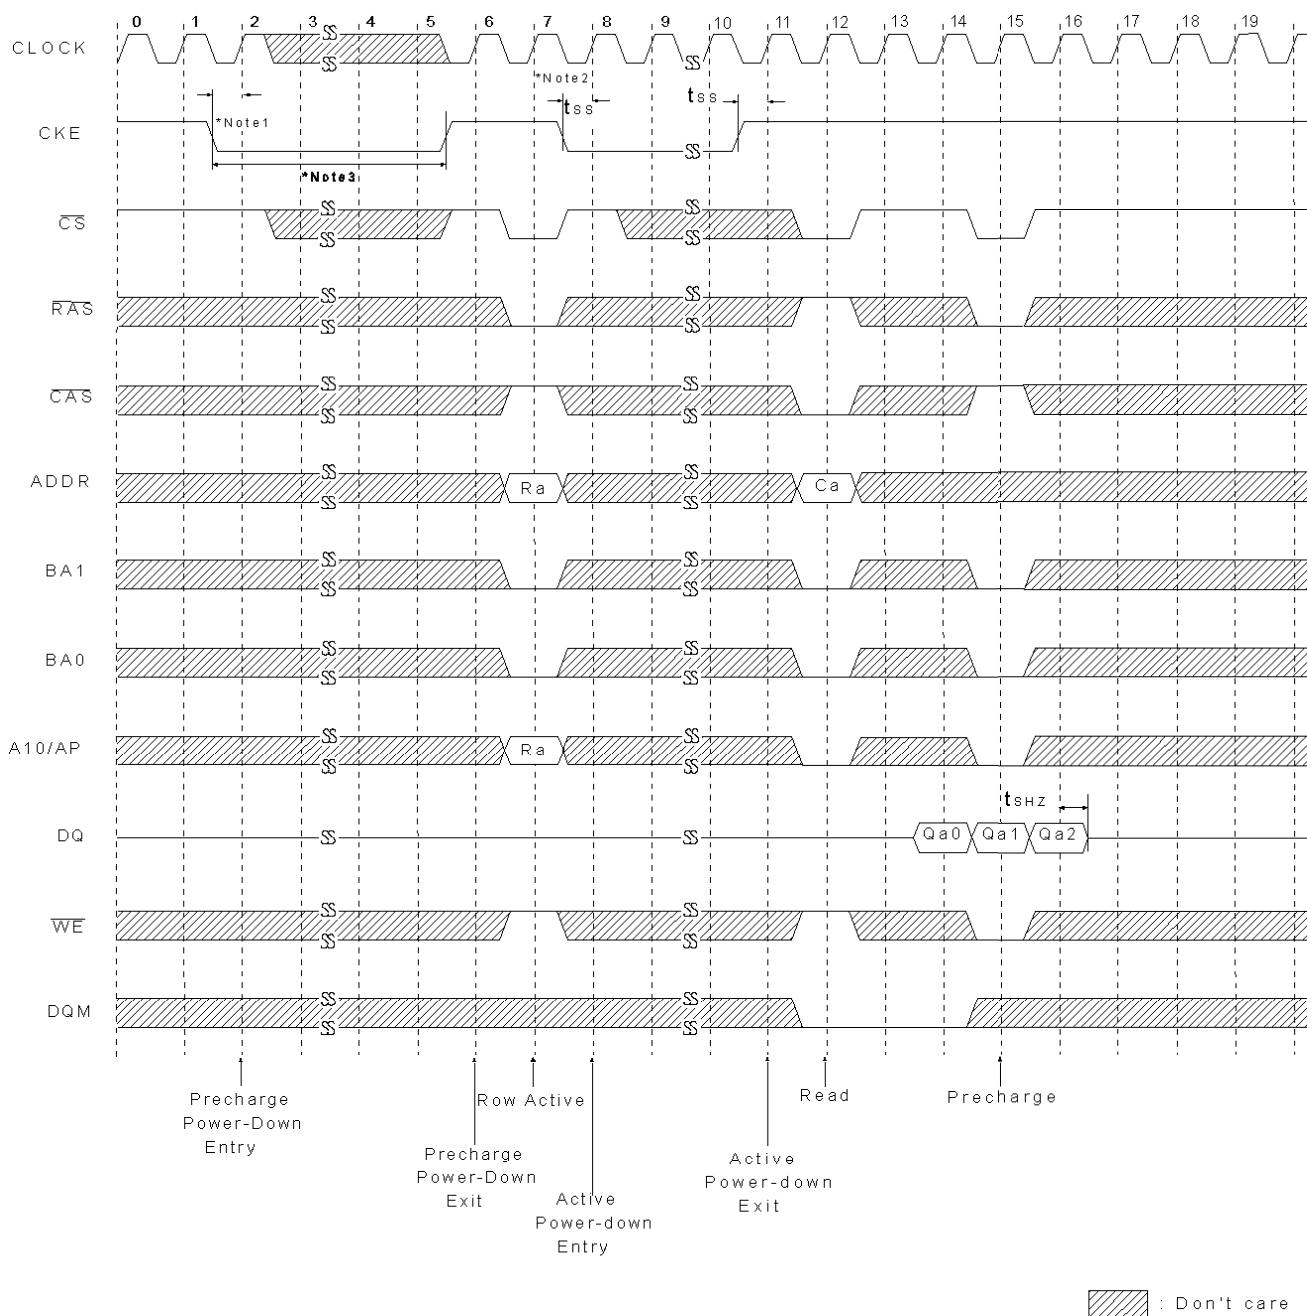 0 1 2 3 4 5 6 7 8 9 10 11 12 13 14 15 16 17 18 19
CLOCK
*Note2
tSS
tSS
*Note1
CKE
*Note3
CS
RAS
CAS
ADDR
Ra
Ca
BA1
BA0
A10/AP
Ra
tSHZ
DQ
Qa0 Qa1 Qa2
WE
DQM
Precharge
Power-Down
Entry
Row Active
Precharge
Power-Down
Exit
Active
Power-down
Entry
Active
Power-down
Exit
Read
Precharge
: Don't care